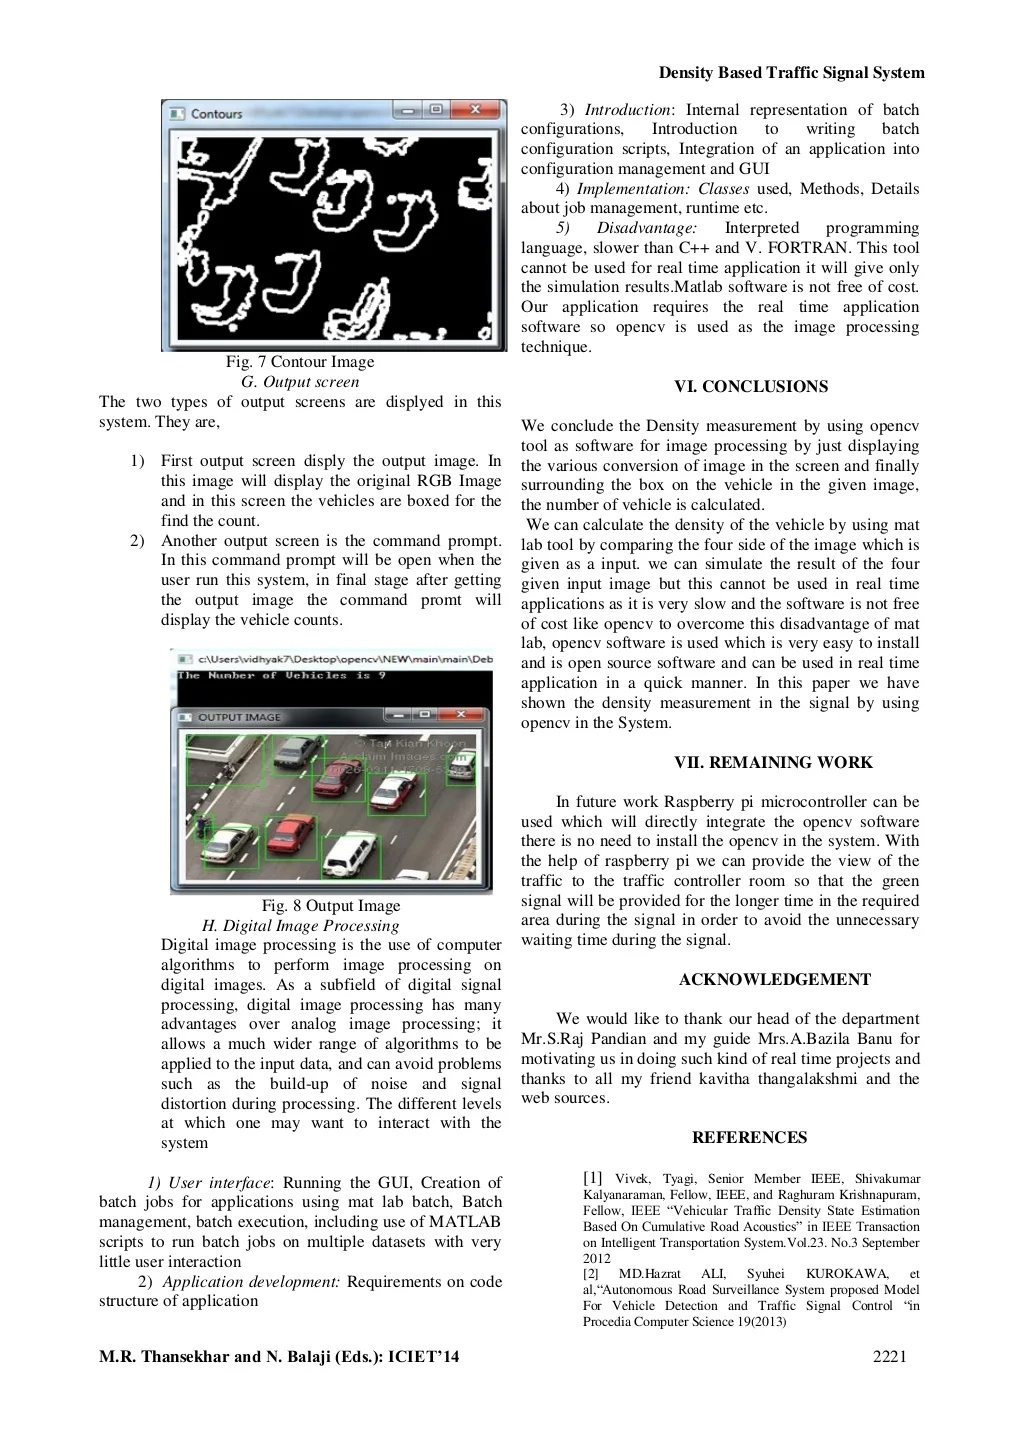 Density Based Traffic Signal System
Contours
Fig. 7 Contour Image
G. Output screen
The two types of output screens are displyed in this
system. They are,
1) First output screen disply the output image. In
this image will display the original RGB Image
and in this screen the vehicles are boxed for the
find the count.
2) Another output screen is the command prompt.
In this command prompt will be open when the
user run this system, in final stage after getting
the output image the command promt will
display the vehicle counts.
c:\Users\vidhyak7\Desktop\opencv\NEW\main\main\Deb
The Number of Vehicles is 9
OUTPUT IMAGE
© Tan Kian Khoon
Acclaim Images.com
Fig. 8 Output Image
H. Digital Image Processing
Digital image processing is the use of computer
algorithms to perform image processing on
digital images. As a subfield of digital signal
processing, digital image processing has many
advantages over analog image processing; it
allows a much wider range of algorithms to be
applied to the input data, and can avoid problems
such as the build-up of noise and signal
distortion during processing. The different levels
at which one may want to interact with the
system
1) User interface: Running the GUI, Creation of
batch jobs for applications using mat lab batch, Batch
management, batch execution, including use of MATLAB
scripts to run batch jobs on multiple datasets with very
little user interaction
2) Application development: Requirements on code
structure of application
3) Introduction: Internal representation of batch
configurations, Introduction to writing batch
configuration scripts, Integration of an application into
configuration management and GUI
4) Implementation: Classes used, Methods, Details
about job management, runtime etc.
5) Disadvantage: Interpreted programming
language, slower than C++ and V. FORTRAN. This tool
cannot be used for real time application it will give only
the simulation results.Matlab software is not free of cost.
Our application requires the real time application
software so opencv is used as the image processing
technique.
VI. CONCLUSIONS
We conclude the Density measurement by using opencv
tool as software for image processing by just displaying
the various conversion of image in the screen and finally
surrounding the box on the vehicle in the given image,
the number of vehicle is calculated.
We can calculate the density of the vehicle by using mat
lab tool by comparing the four side of the image which is
given as a input. we can simulate the result of the four
given input image but this cannot be used in real time
applications as it is very slow and the software is not free
of cost like opencv to overcome this disadvantage of mat
lab, opencv software is used which is very easy to install
and is open source software and can be used in real time
application in a quick manner. In this paper we have
shown the density measurement in the signal by using
opencv in the System.
VII. REMAINING WORK
In future work Raspberry pi microcontroller can be
used which will directly integrate the opencv software
there is no need to install the opencv in the system. With
the help of raspberry pi we can provide the view of the
traffic to the traffic controller room so that the green
signal will be provided for the longer time in the required
area during the signal in order to avoid the unnecessary
waiting time during the signal.
ACKNOWLEDGEMENT
We would like to thank our head of the department
Mr.S.Raj Pandian and my guide Mrs.A.Bazila Banu for
motivating us in doing such kind of real time projects and
thanks to all my friend kavitha thangalakshmi and the
web sources.
REFERENCES
[1] Vivek, Tyagi, Senior Member IEEE, Shivakumar
Kalyanaraman, Fellow, IEEE, and Raghuram Krishnapuram,
Fellow, IEEE “Vehicular Traffic Density State Estimation
Based On Cumulative Road Acoustics” in IEEE Transaction
on Intelligent Transportation System.Vol.23. No.3 September
2012
[2] MD.Hazrat ALI, Syuhei KUROKAWA, et
al,“Autonomous Road Surveillance System proposed Model
For Vehicle Detection and Traffic Signal Control “in
Procedia Computer Science 19(2013)
M.R. Thansekhar and N. Balaji (Eds.): ICIET’14
2221